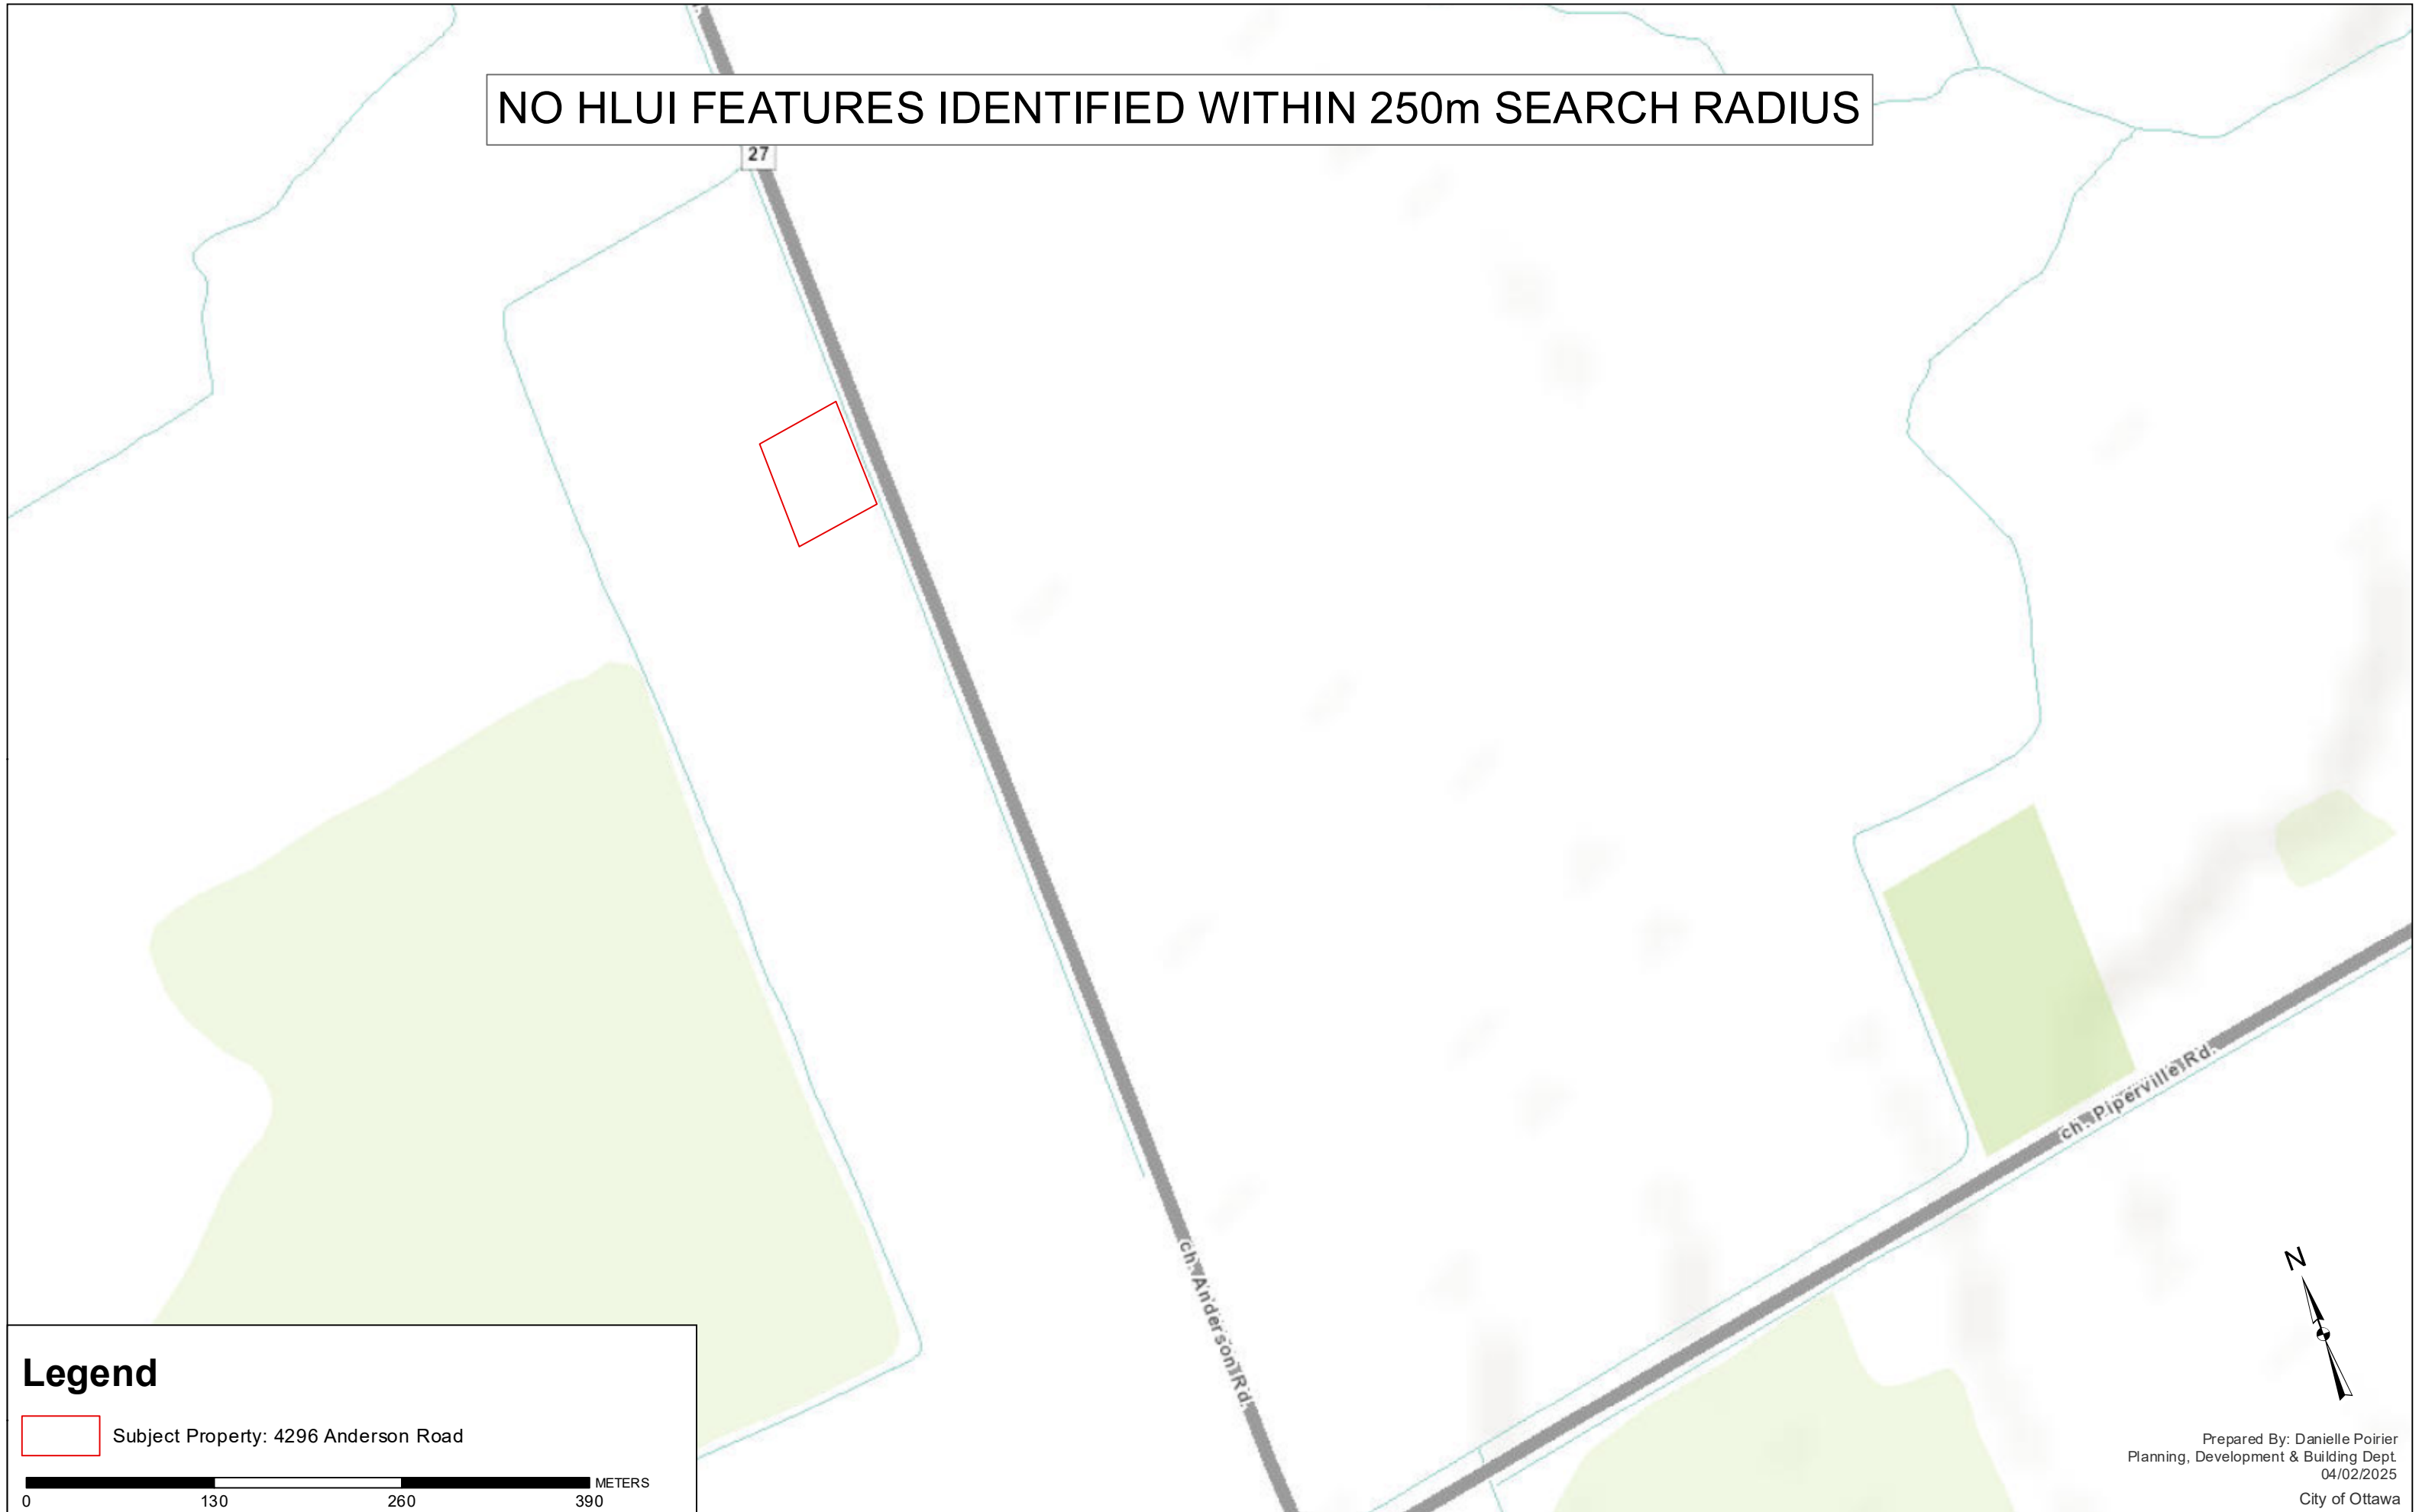 NO HLUI FEATURES IDENTIFIED WITHIN 250m SEARCH RADIUS
27
ch. Piperville Rd.
ch. Anderson Rd.
N
Legend
Subject Property: 4296 Anderson Road
METERS
0 130 260 390
Prepared By: Danielle Poirier
Planning, Development & Building Dept.
04/02/2025
City of Ottawa